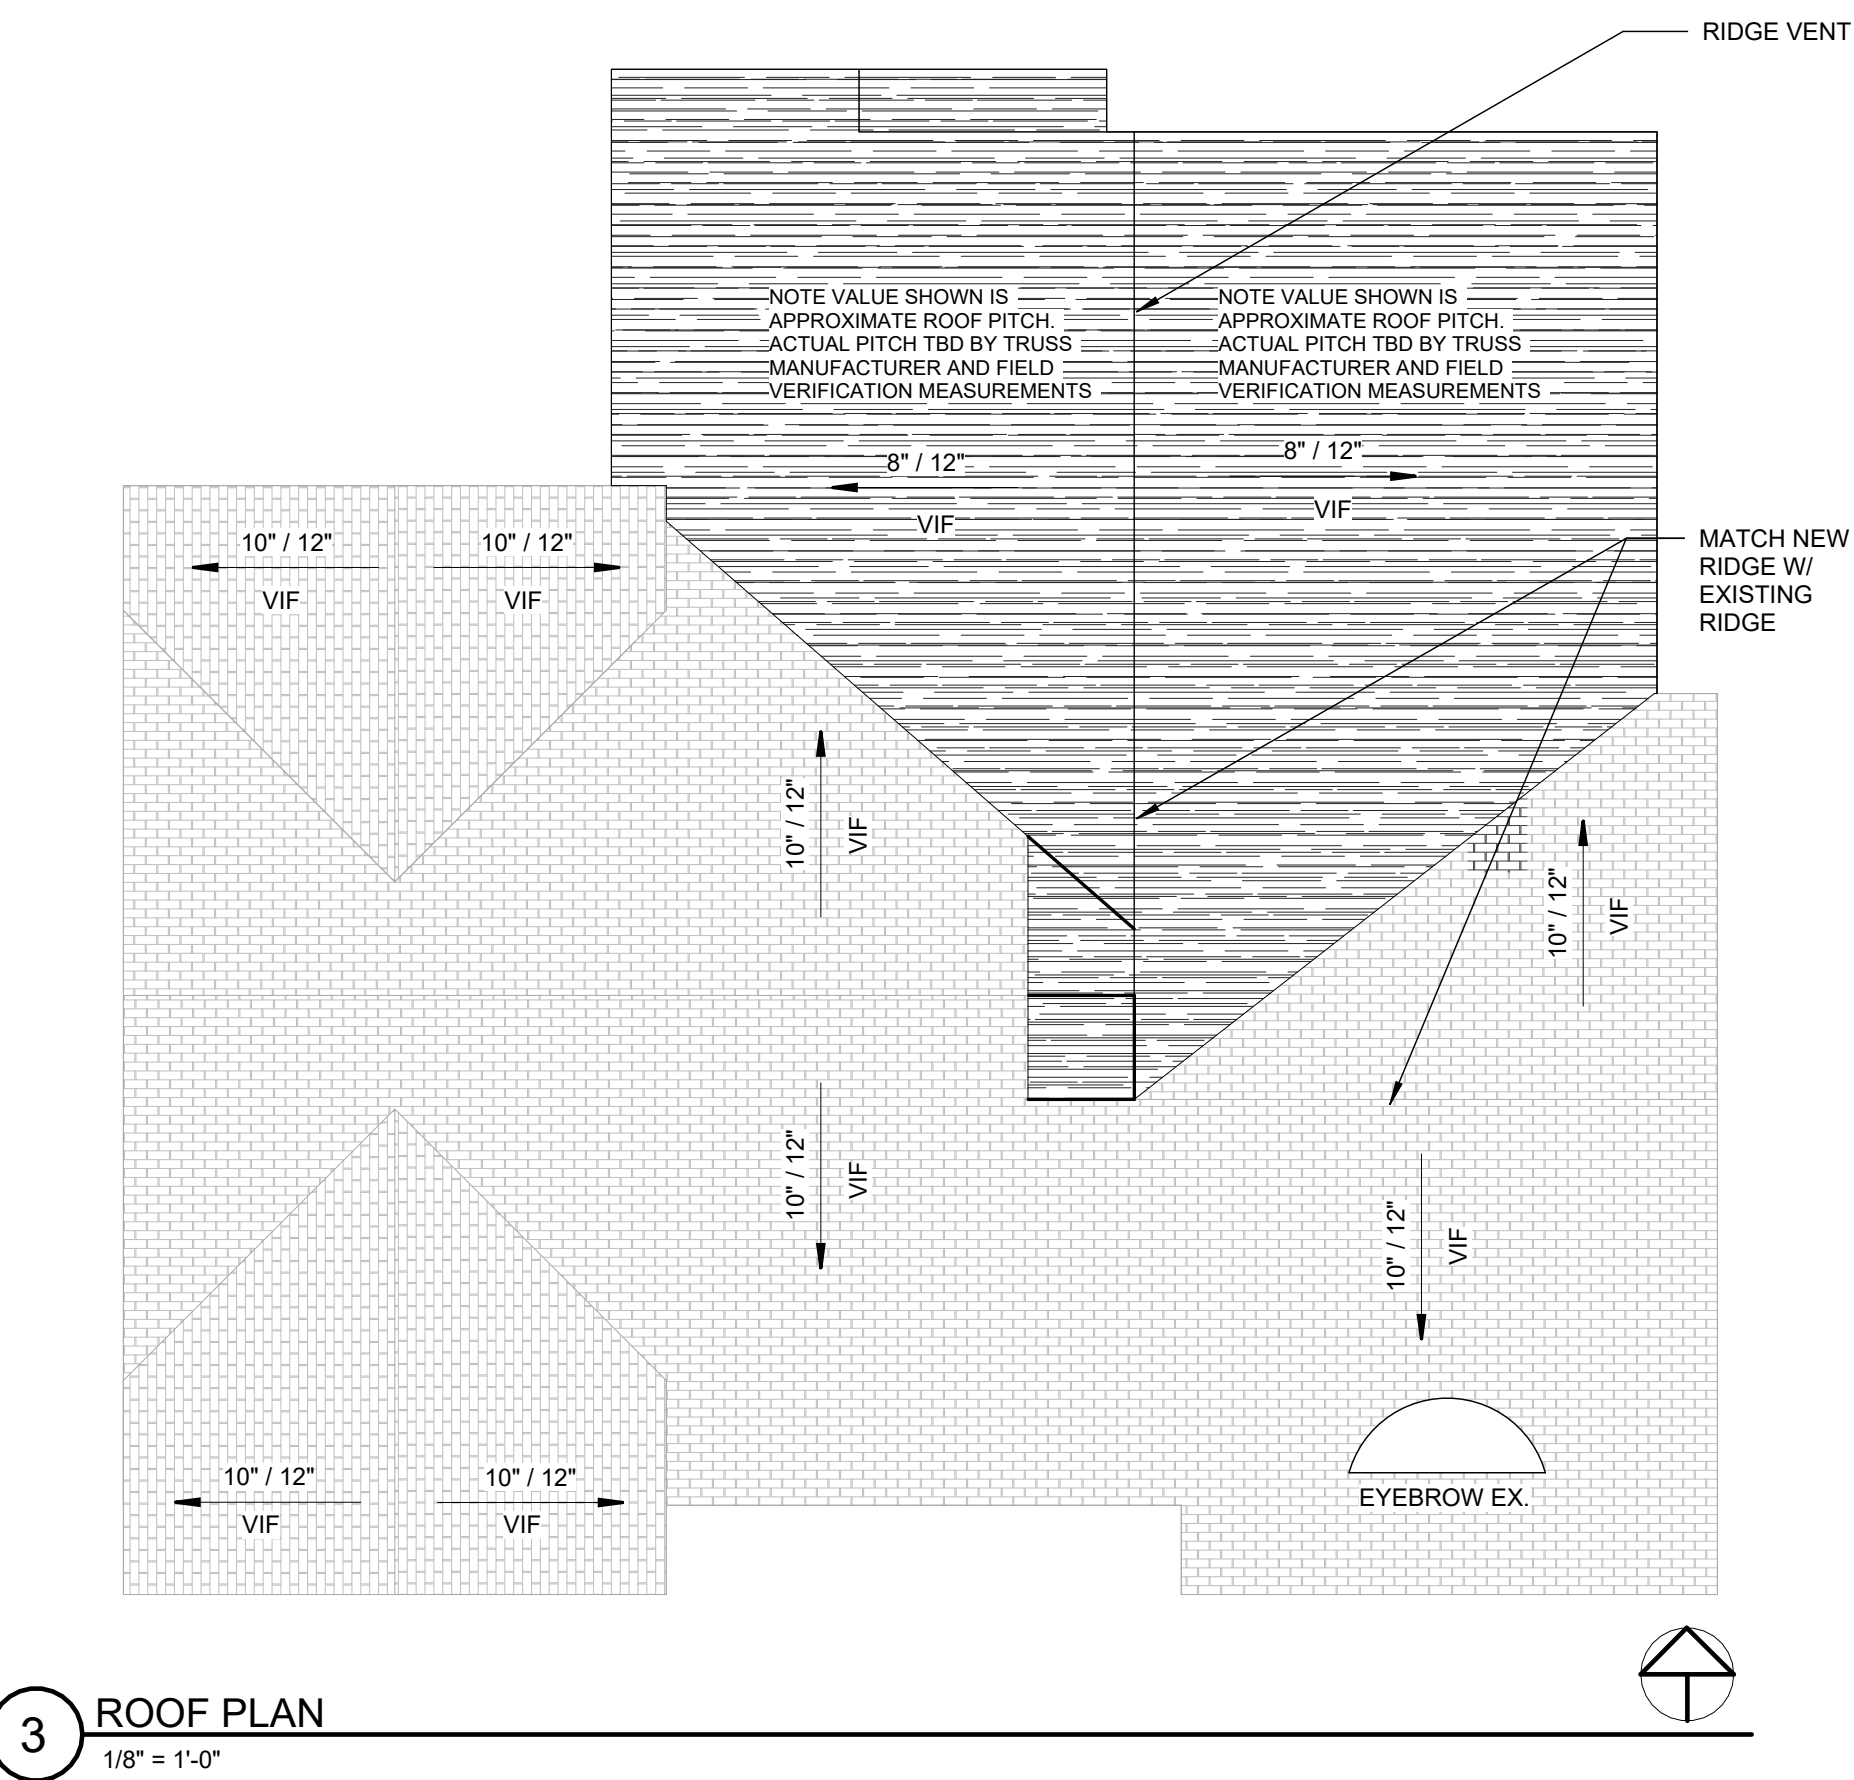 RIDGE VENT
NOTE VALUE SHOWN IS
APPROXIMATE ROOF PITCH.
ACTUAL PITCH TBD BY TRUSS
MANUFACTURER AND FIELD
VERIFICATION MEASUREMENTS
NOTE VALUE SHOWN IS
APPROXIMATE ROOF PITCH.
ACTUAL PITCH TBD BY TRUSS
MANUFACTURER AND FIELD
VERIFICATION MEASUREMENTS
8" / 12"
VIF
8" / 12"
VIF
MATCH NEW
RIDGE W/
EXISTING
RIDGE
10" / 12"
VIF
10" / 12"
VIF
10" / 12"
VIF
10" / 12"
VIF
10" / 12"
VIF
10" / 12"
VIF
10" / 12"
VIF
10" / 12"
VIF
EYEBROW EX.
3
ROOF PLAN
1/8" = 1'-0"